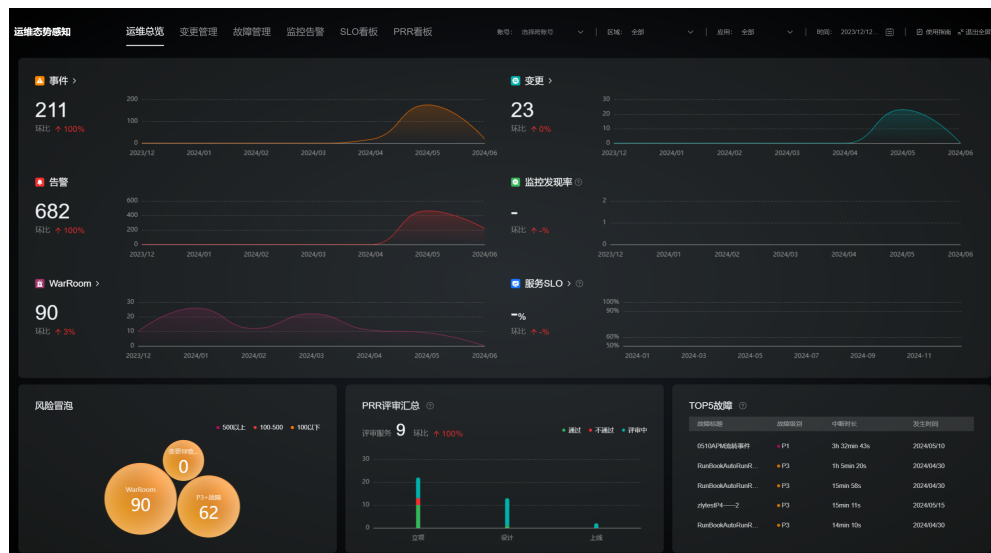 运维态势感知 运维总览 变更管理 故障管理 监控告警 SLO看板 PRR看板 账号: 选择跨账号 区域: 全部 应用: 全部 时间: 2023/12/12... 使用指南 退出全屏
事件 >
211
环比 ↑ 100%
200
100
0
2023/12 2024/01 2024/02 2024/03 2024/04 2024/05 2024/06
变更 >
23
环比 ↑ 0%
30
20
10
0
2023/12 2024/01 2024/02 2024/03 2024/04 2024/05 2024/06
告警
682
环比 ↑ 100%
600
400
200
0
2023/12 2024/01 2024/02 2024/03 2024/04 2024/05 2024/06
监控发现率
-
环比 ↑ -%
2
1
0
2023/12 2024/01 2024/02 2024/03 2024/04 2024/05 2024/06
WarRoom >
90
环比 ↑ 3%
30
20
10
0
2023/12 2024/01 2024/02 2024/03 2024/04 2024/05 2024/06
服务SLO >
-%
环比 ↑ -%
100%
90%
60%
50%
2024-01 2024-03 2024-05 2024-07 2024-09 2024-11
风险冒泡
500以上 100-500 100以下
0
WarRoom
90
P3+故障
62
PRR评审汇总
评审服务 9 环比 ↑ 100%
通过 不通过 评审中
30
20
10
0
立项 设计 上线
TOP5故障
故障标题 故障级别 中断时长 发生时间
0510APM流转事件 P1 3h 32min 43s 2024/05/10
RunBookAutoRunR... P3 1h 5min 20s 2024/04/30
RunBookAutoRunR... P3 15min 58s 2024/04/30
zlytestP4——2 P3 15min 11s 2024/05/15
RunBookAutoRunR... P3 14min 10s 2024/04/30